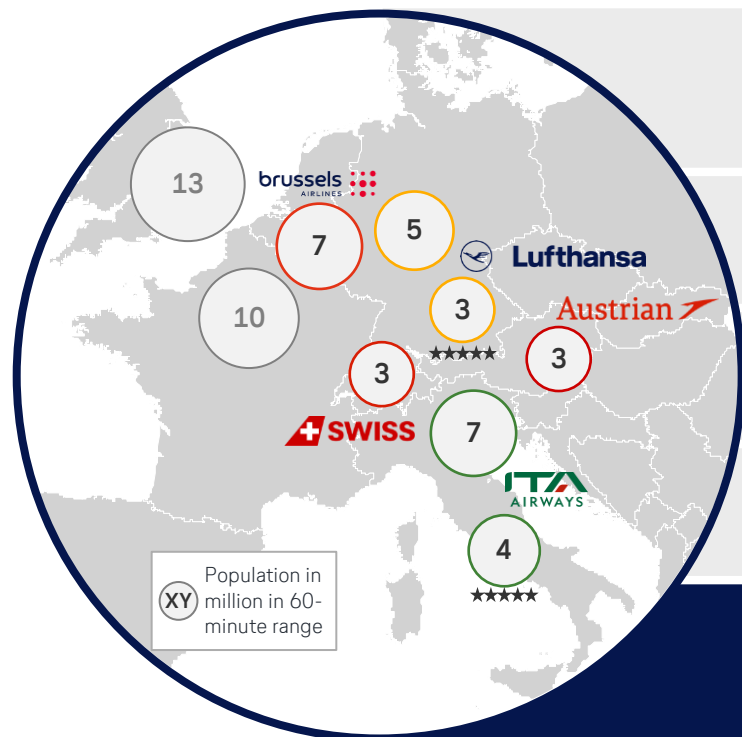 13
brussels
AIRLINES
7
5
Lufthansa
10
3
★★★★★
Austrian
3
3
SWISS
7
ITA
AIRWAYS
4
★★★★★
XY
Population in
million in 60-
minute range